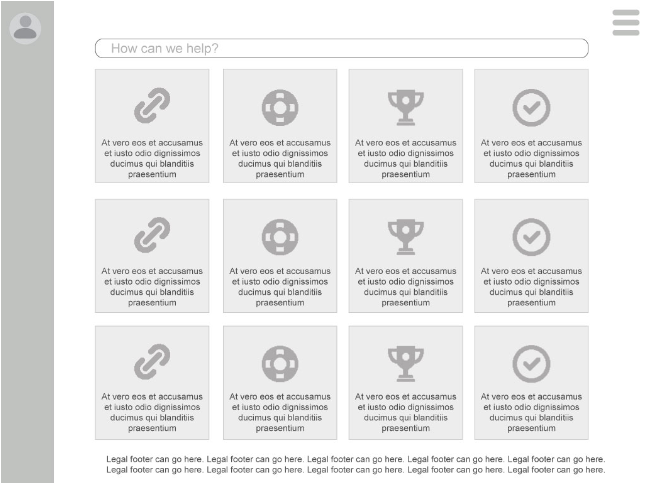 How can we help?
At vero eos et accusamus
et iusto odio dignissimos
ducimus qui blanditiis
praesentium
At vero eos et accusamus
et iusto odio dignissimos
ducimus qui blanditiis
praesentium
At vero eos et accusamus
et iusto odio dignissimos
ducimus qui blanditiis
praesentium
At vero eos et accusamus
et iusto odio dignissimos
ducimus qui blanditiis
praesentium
At vero eos et accusamus
et iusto odio dignissimos
ducimus qui blanditiis
praesentium
At vero eos et accusamus
et iusto odio dignissimos
ducimus qui blanditiis
praesentium
At vero eos et accusamus
et iusto odio dignissimos
ducimus qui blanditiis
praesentium
At vero eos et accusamus
et iusto odio dignissimos
ducimus qui blanditiis
praesentium
At vero eos et accusamus
et iusto odio dignissimos
ducimus qui blanditiis
praesentium
At vero eos et accusamus
et iusto odio dignissimos
ducimus qui blanditiis
praesentium
At vero eos et accusamus
et iusto odio dignissimos
ducimus qui blanditiis
praesentium
At vero eos et accusamus
et iusto odio dignissimos
ducimus qui blanditiis
praesentium
Legal footer can go here. Legal footer can go here. Legal footer can go here. Legal footer can go here. Legal footer can go here.
Legal footer can go here. Legal footer can go here. Legal footer can go here. Legal footer can go here. Legal footer can go here.